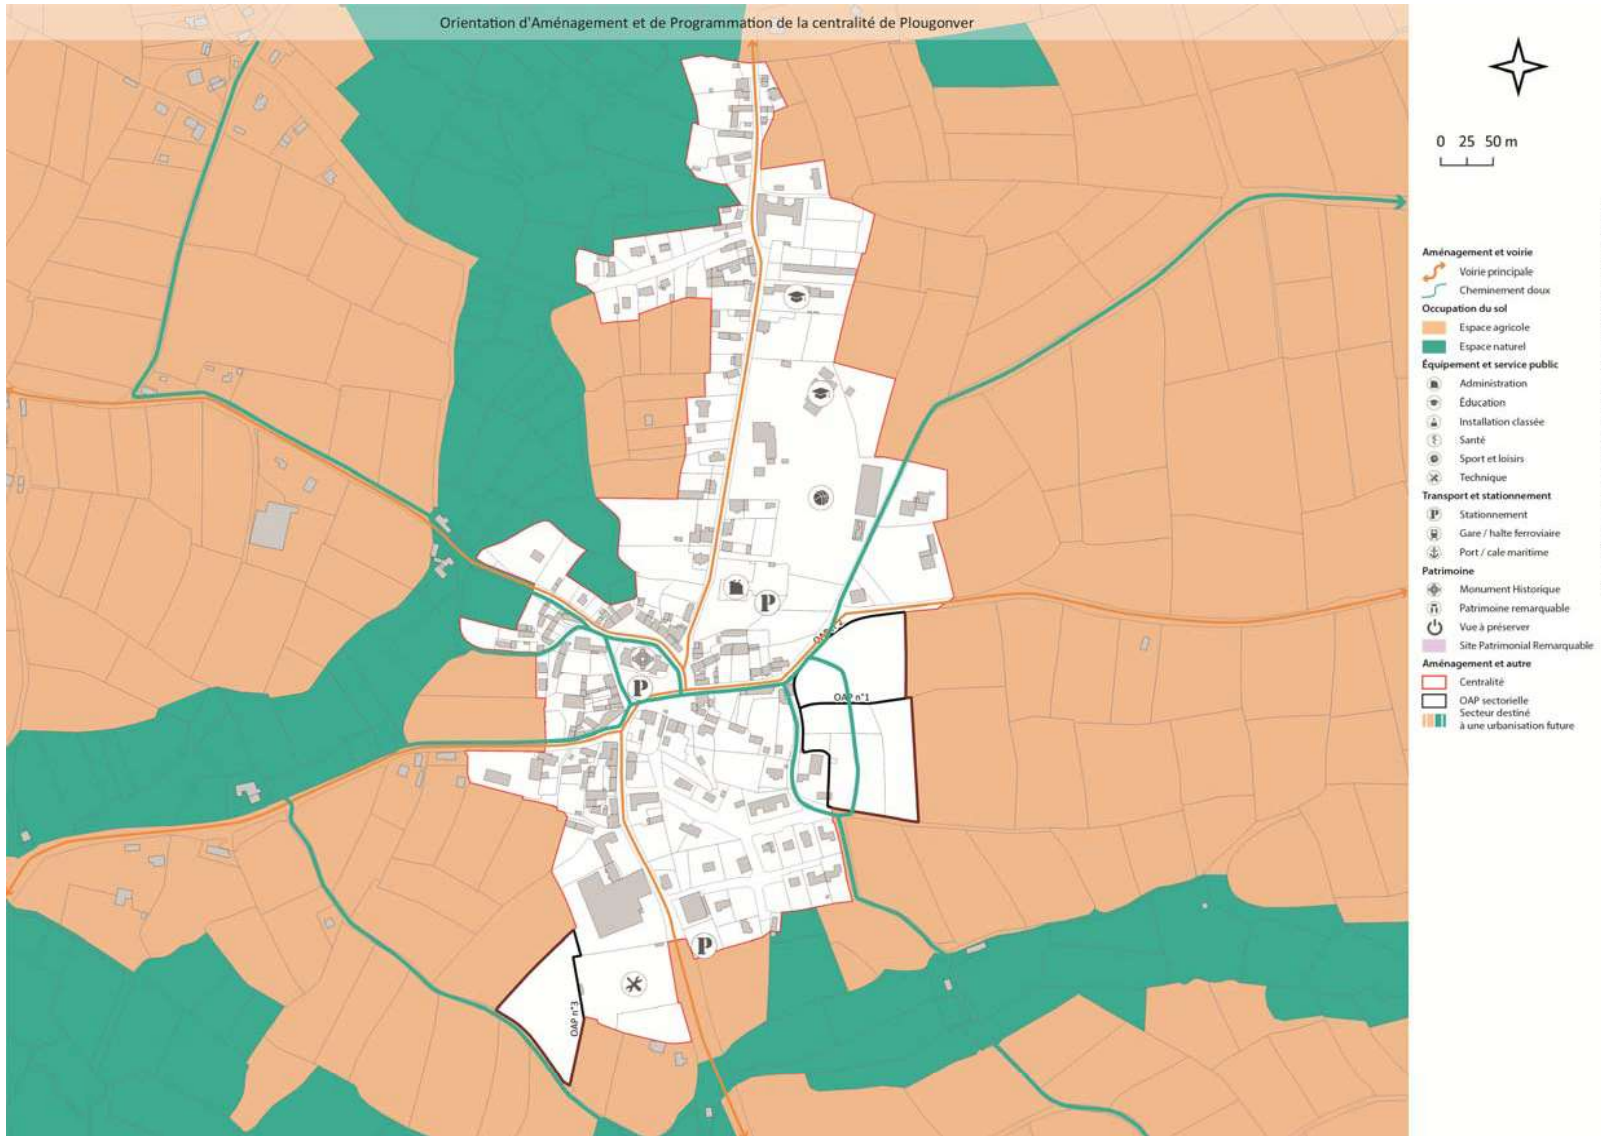 Orientation d'Aménagement et de Programmation de la centralité de Plougonver
0 25 50 m
Aménagement et voirie
Voirie principale
Cheminement doux
Occupation du sol
Espace agricole
Espace naturel
Équipement et service public
Administration
Éducation
Installation classée
Santé
Sport et loisirs
Technique
Transport et stationnement
P Stationnement
Gare / halte ferroviaire
Port / cale maritime
Patrimoine
Monument Historique
Patrimoine remarquable
Vue à préserver
Site Patrimonial Remarquable
Aménagement et autre
Centralité
OAP sectorielle
Secteur destiné
à une urbanisation future
P
P
OAP n°1
P
OAP n°3